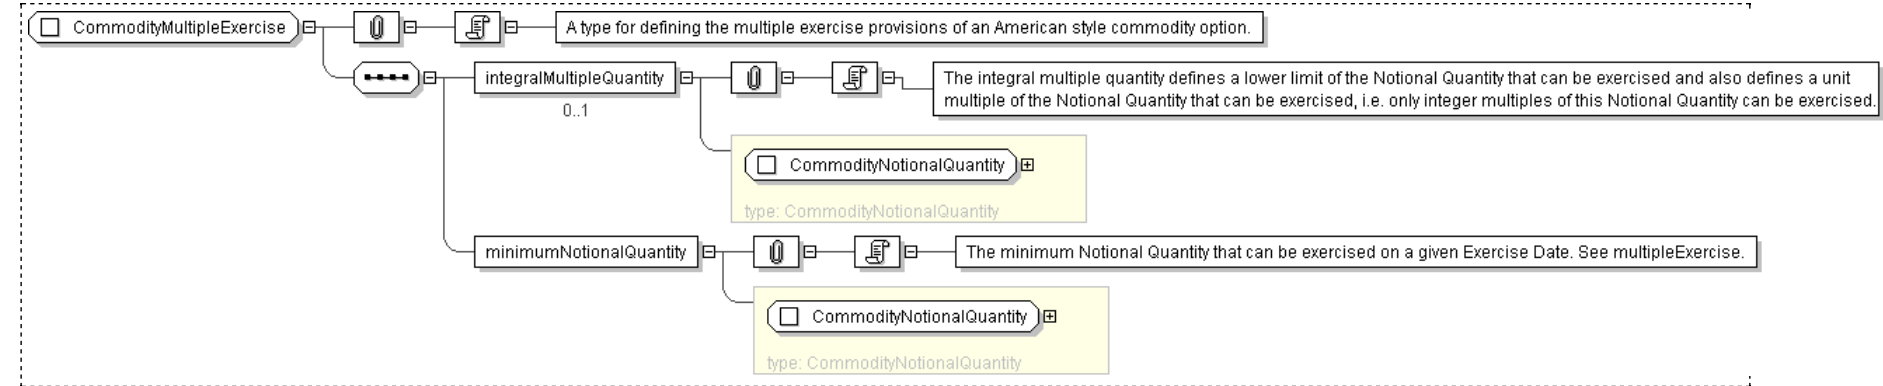 CommodityMultipleExercise
A type for defining the multiple exercise provisions of an American style commodity option.
integralMultipleQuantity
0..1
The integral multiple quantity defines a lower limit of the Notional Quantity that can be exercised and also defines a unit
multiple of the Notional Quantity that can be exercised, i.e. only integer multiples of this Notional Quantity can be exercised.
CommodityNotionalQuantity
type: CommodityNotionalQuantity
minimumNotionalQuantity
The minimum Notional Quantity that can be exercised on a given Exercise Date. See multipleExercise.
CommodityNotionalQuantity
type: CommodityNotionalQuantity